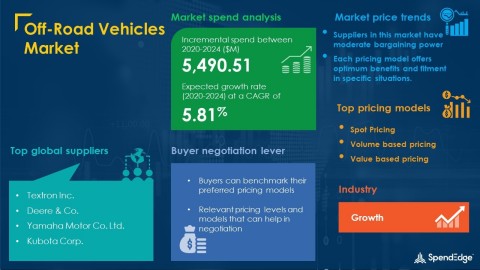 Off-Road Vehicles
Market
Market spend analysis
Incremental spend between
2020-2024 ($M)
5,490.51
Expected growth rate
(2020-2024) at a CAGR of
5.81%
Market price trends
• Suppliers in this market have
moderate bargaining power
• Each pricing model offers
optimum benefits and fitment
in specific situations.
Top pricing models
• Spot Pricing
• Volume based pricing
• Value based pricing
Top global suppliers
• Textron Inc.
• Deere & Co.
• Yamaha Motor Co. Ltd.
• Kubota Corp.
Buyer negotiation lever
• Buyers can benchmark their
preferred pricing models
• Relevant pricing levels and
models that can help in
negotiation
Industry
Growth
SpendEdge